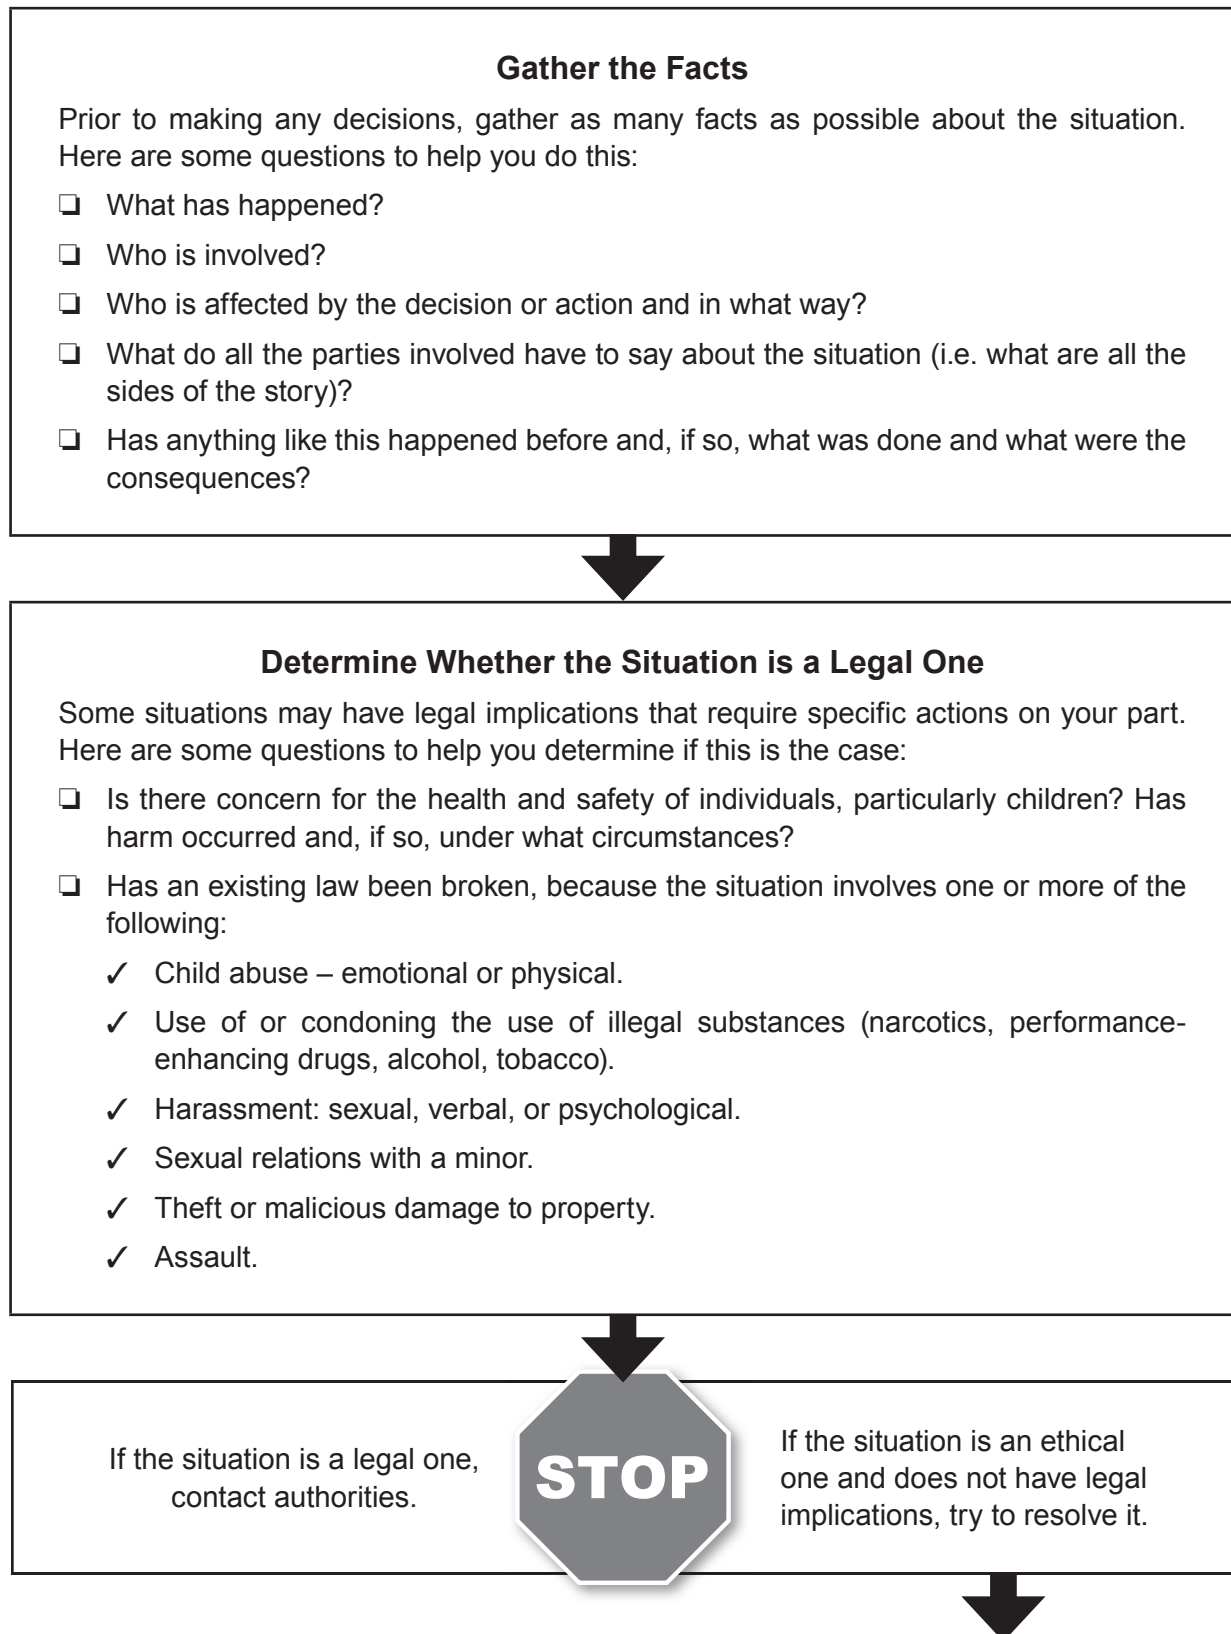 Gather the Facts
Prior to making any decisions, gather as many facts as possible about the situation.
Here are some questions to help you do this:
❏ What has happened?
❏ Who is involved?
❏ Who is affected by the decision or action and in what way?
❏ What do all the parties involved have to say about the situation (i.e. what are all the
sides of the story)?
❏ Has anything like this happened before and, if so, what was done and what were the
consequences?
Determine Whether the Situation is a Legal One
Some situations may have legal implications that require specific actions on your part.
Here are some questions to help you determine if this is the case:
❏ Is there concern for the health and safety of individuals, particularly children? Has
harm occurred and, if so, under what circumstances?
❏ Has an existing law been broken, because the situation involves one or more of the
following:
✓ Child abuse – emotional or physical.
✓ Use of or condoning the use of illegal substances (narcotics, performance-
enhancing drugs, alcohol, tobacco).
✓ Harassment: sexual, verbal, or psychological.
✓ Sexual relations with a minor.
✓ Theft or malicious damage to property.
✓ Assault.
If the situation is a legal one,
contact authorities.
STOP
If the situation is an ethical
one and does not have legal
implications, try to resolve it.